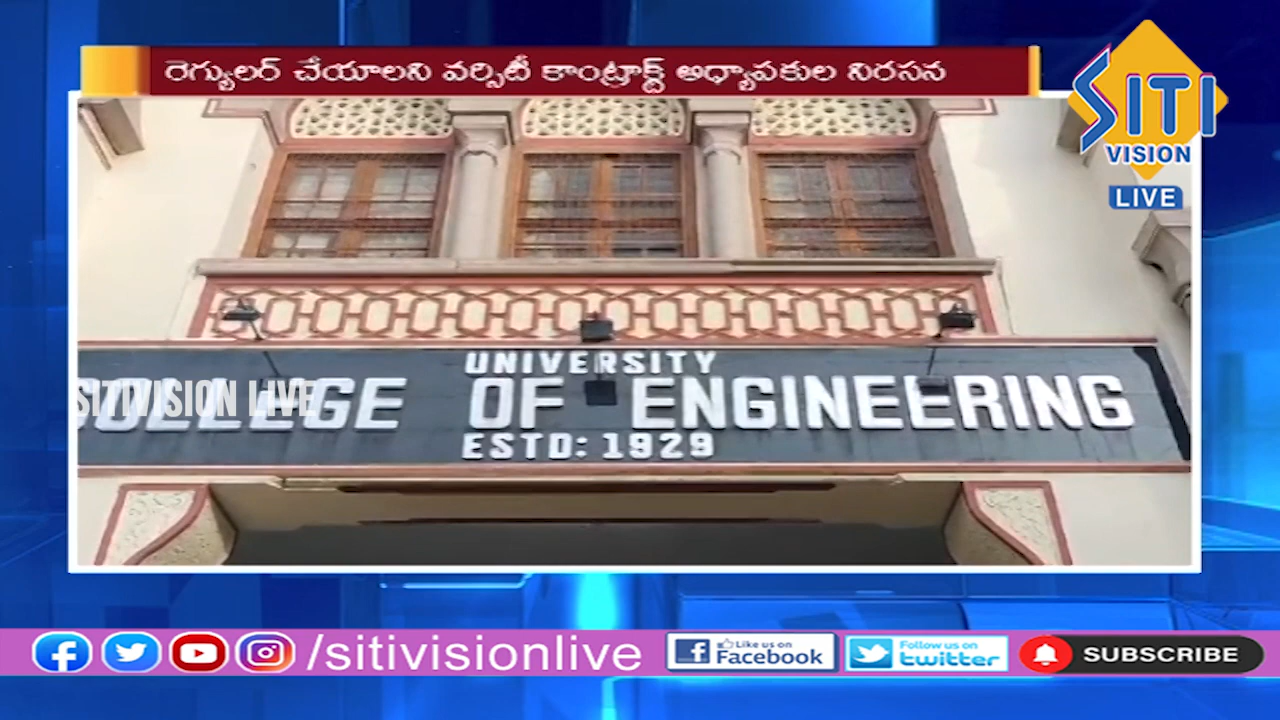 రెగ్యులర్ చేయాలని వర్సిటీ కాంట్రాక్ట్ అధ్యాపకుల నిరసన
SITI
VISION
LIVE
UNIVERSITY
COLLEGE OF ENGINEERING
ESTD: 1929
SITIVISION LIVE
/sitivisionlive
Like us on
Facebook
Follow us on
twitter
SUBSCRIBE